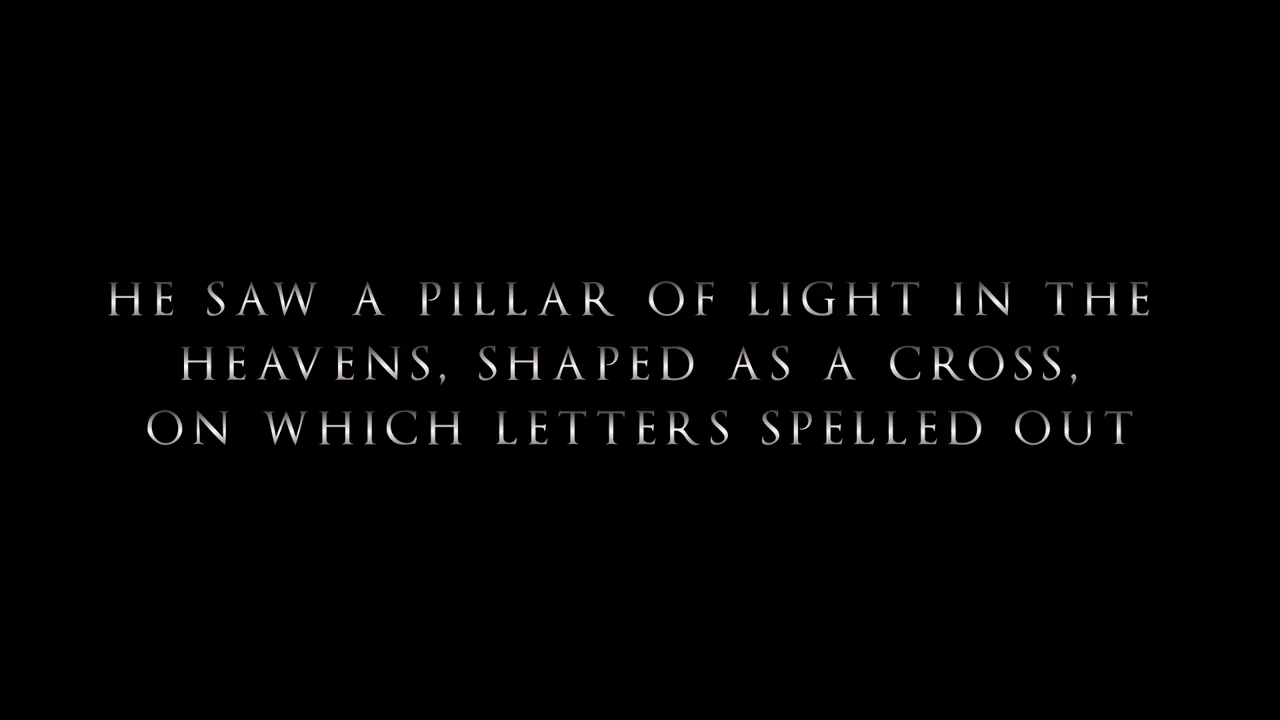 HE SAW A PILLAR OF LIGHT IN THE
HEAVENS, SHAPED AS A CROSS,
ON WHICH LETTERS SPELLED OUT